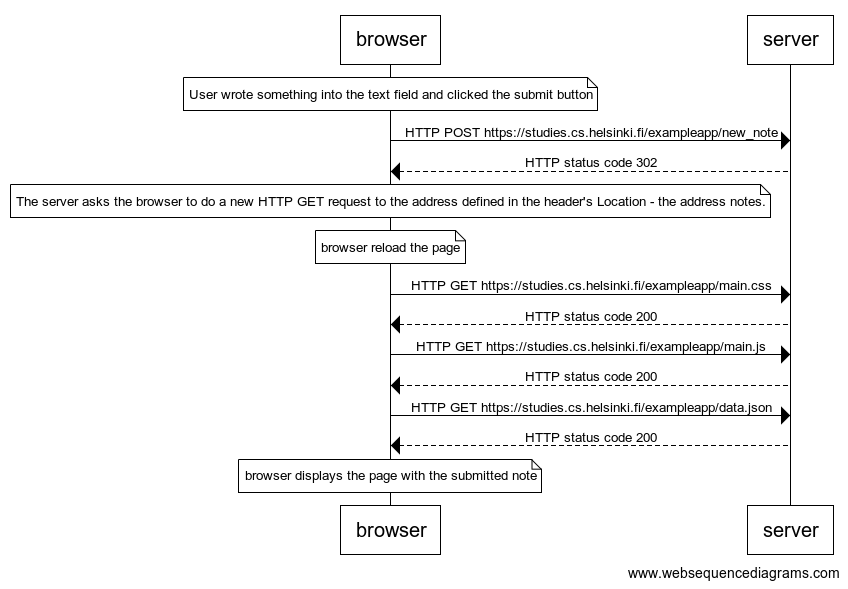 browser
server
User wrote something into the text field and clicked the submit button
HTTP POST https://studies.cs.helsinki.fi/exampleapp/new_note
HTTP status code 302
The server asks the browser to do a new HTTP GET request to the address defined in the header's Location - the address notes.
browser reload the page
HTTP GET https://studies.cs.helsinki.fi/exampleapp/main.css
HTTP status code 200
HTTP GET https://studies.cs.helsinki.fi/exampleapp/main.js
HTTP status code 200
HTTP GET https://studies.cs.helsinki.fi/exampleapp/data.json
HTTP status code 200
browser displays the page with the submitted note
browser
server
www.websequencediagrams.com